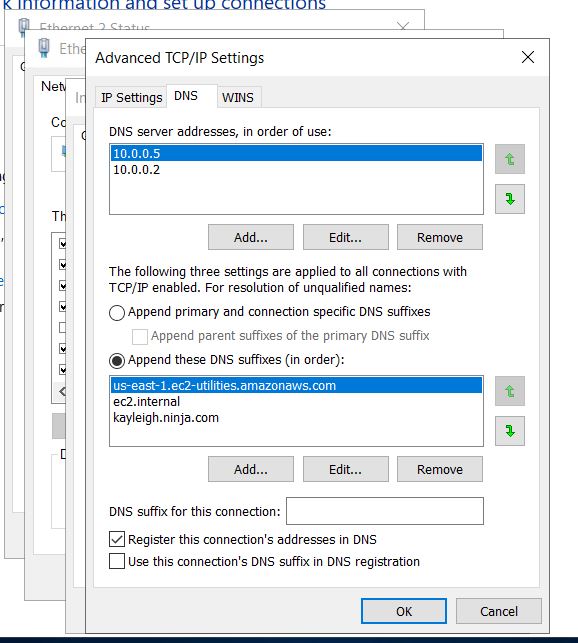 k information and set up connections
Ethernet 2 Status
Ethe
Advanced TCP/IP Settings
Netw
In
IP Settings
DNS
WINS
Co
DNS server addresses, in order of use:
10.0.0.5
10.0.0.2
Th
Add...
Edit...
Remove
The following three settings are applied to all connections with
TCP/IP enabled. For resolution of unqualified names:
Append primary and connection specific DNS suffixes
Append parent suffixes of the primary DNS suffix
Append these DNS suffixes (in order):
us-east-1.ec2-utilities.amazonaws.com
ec2.internal
kayleigh.ninja.com
Add...
Edit...
Remove
D
DNS suffix for this connection:
Register this connection's addresses in DNS
Use this connection's DNS suffix in DNS registration
OK
Cancel